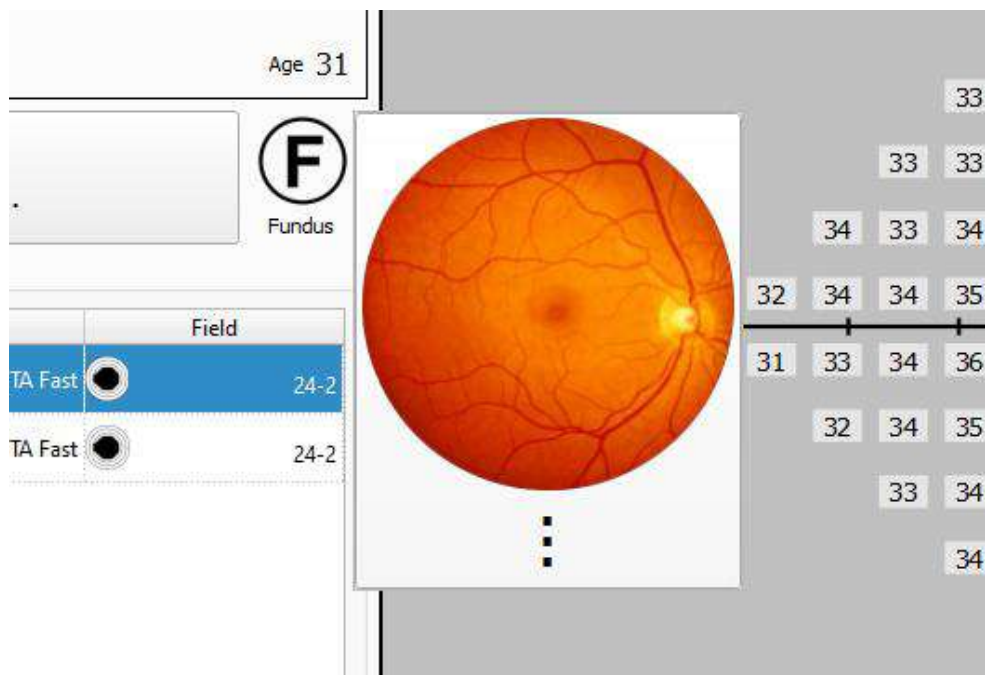 Age 31
F
Fundus
.
Field
TA Fast 24-2
TA Fast 24-2
33
33 33
34 33 34
32 34 34 35
31 33 34 36
32 34 35
33 34
34